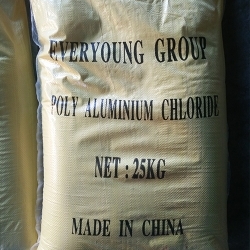 EVERYOUNG GROUP
POLY ALUMINIUM CHLORIDE
NET : 25KG
MADE IN CHINA